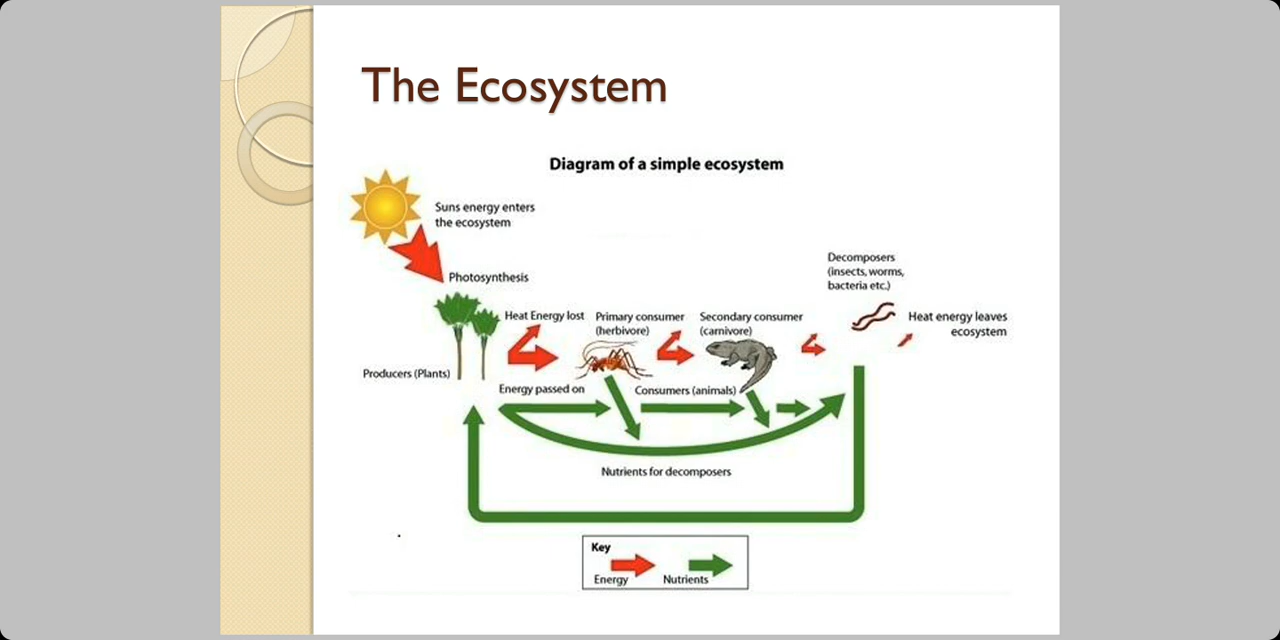 The Ecosystem
Diagram of a simple ecosystem
Suns energy enters
the ecosystem
Photosynthesis
Decomposers
(insects, worms,
bacteria etc.)
Heat Energy lost
Primary consumer
(herbivore)
Secondary consumer
(carnivore)
Heat energy leaves
ecosystem
Producers (Plants)
Energy passed on
Consumers (animals)
Nutrients for decomposers
Key
Energy
Nutrients